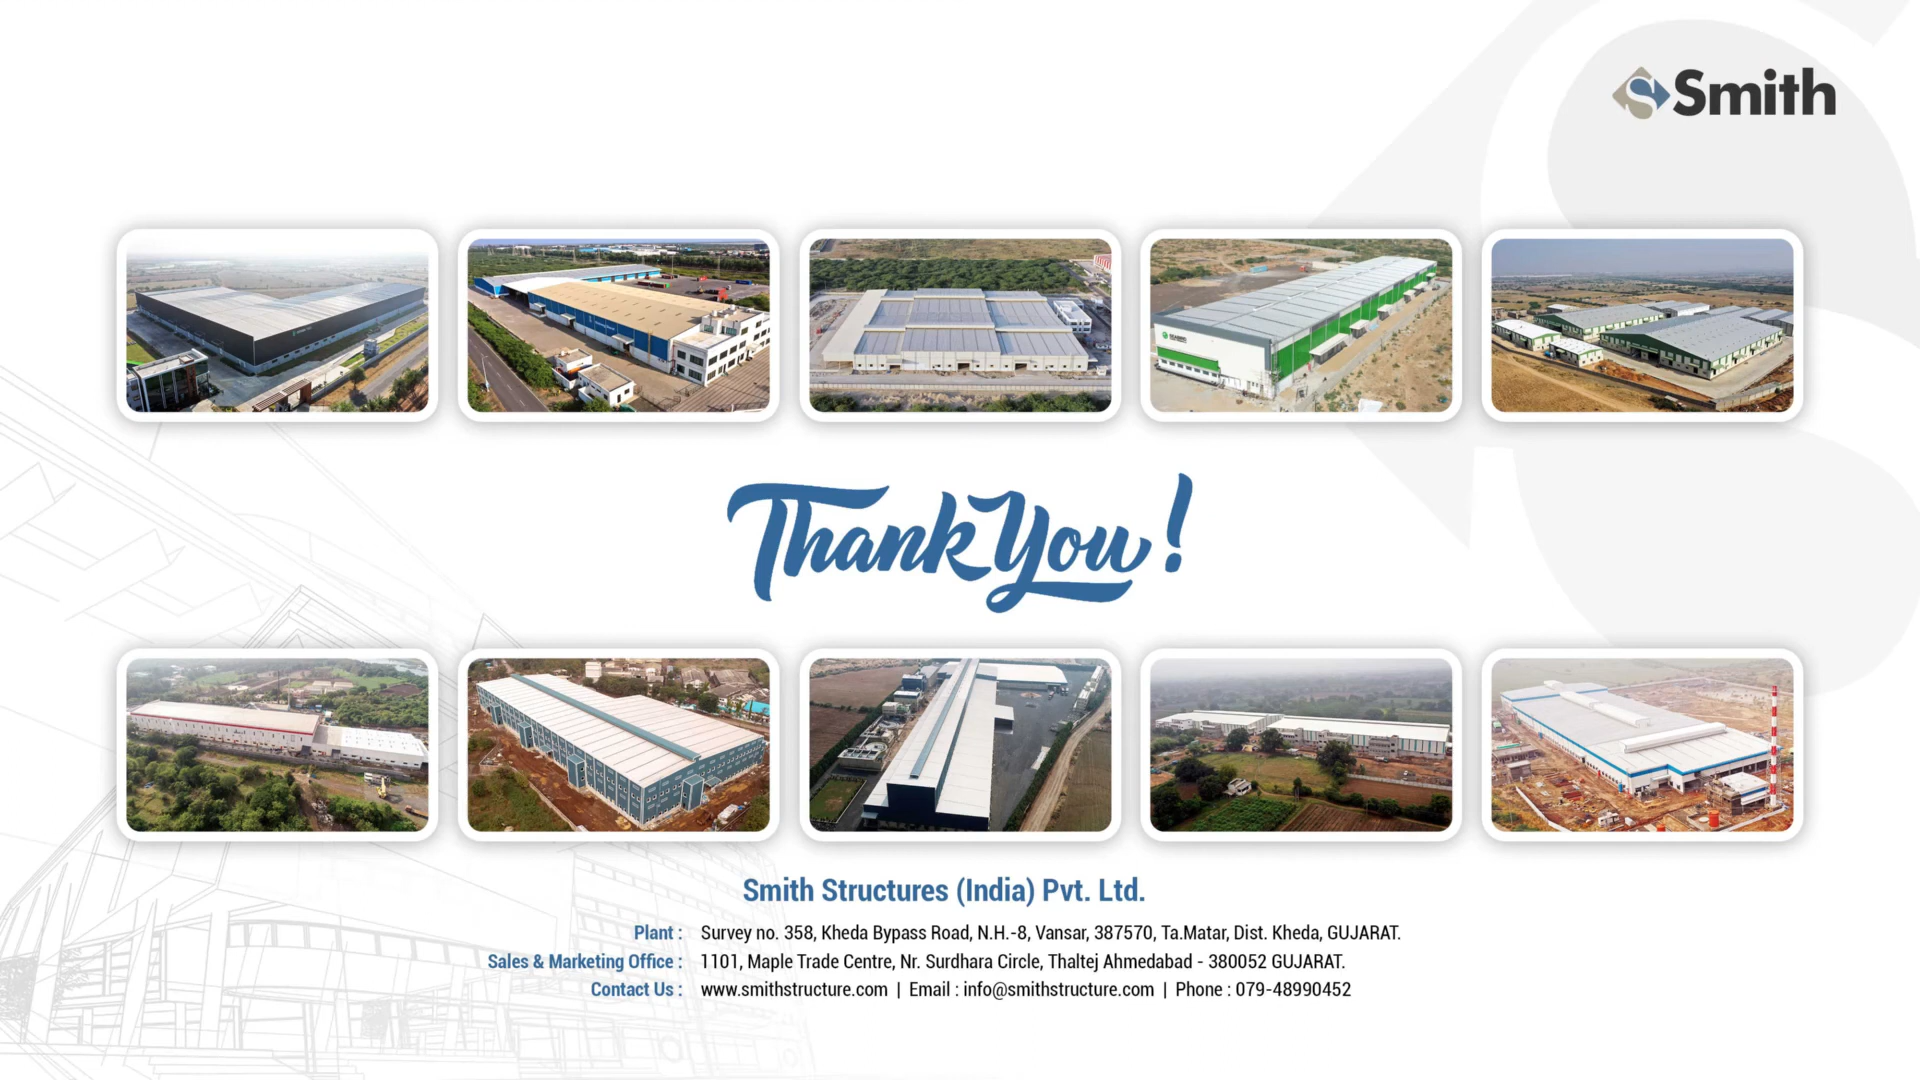 Smith
Thank You!
Smith Structures (India) Pvt. Ltd.
Plant : Survey no. 358, Kheda Bypass Road, N.H.-8, Vansar, 387570, Ta.Matar, Dist. Kheda, GUJARAT.
Sales & Marketing Office : 1101, Maple Trade Centre, Nr. Surdhara Circle, Thaltej Ahmedabad - 380052 GUJARAT.
Contact Us : www.smithstructure.com | Email : info@smithstructure.com | Phone : 079-48990452